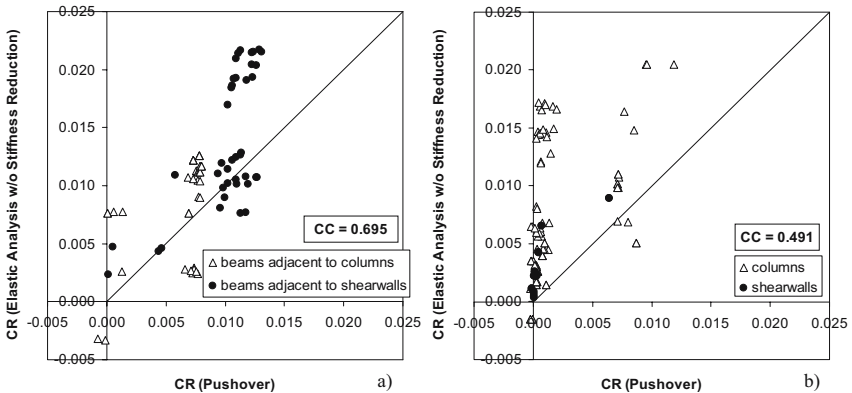 CR (Elastic Analysis w/o Stiffness Reduction)
0.025
0.020
0.015
0.010
0.005
0.000
-0.005
-0.005
0.000
0.005
0.010
0.015
0.020
0.025
CC = 0.695
beams adjacent to columns
beams adjacent to shearwalls
CR (Pushover)
a)
CR (Elastic Analysis w/o Stiffness Reduction)
0.025
0.020
0.015
0.010
0.005
0.000
-0.005
-0.005
0.000
0.005
0.010
0.015
0.020
0.025
CC = 0.491
columns
shearwalls
CR (Pushover)
b)